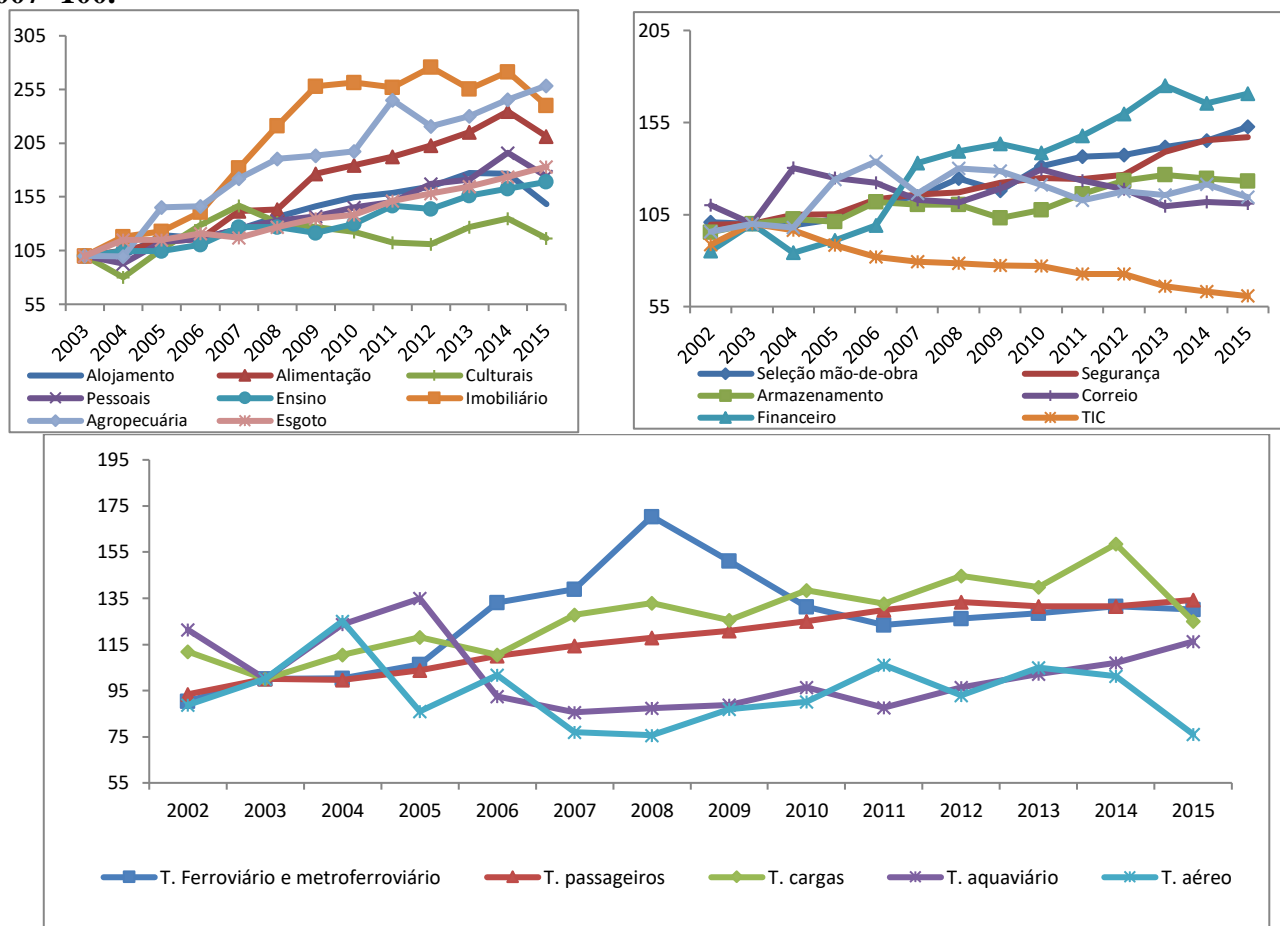 305
255
205
155
105
55
2003 2004 2005 2006 2007 2008 2009 2010 2011 2012 2013 2014 2015
Alojamento Alimentação Culturais
Pessoais Ensino Imobiliário
Agropecuária Esgoto
205
155
105
55
2002 2003 2004 2005 2006 2007 2008 2009 2010 2011 2012 2013 2014 2015
Seleção mão-de-obra Segurança
Armazenamento Correio
Financeiro TIC
195
175
155
135
115
95
75
55
2002 2003 2004 2005 2006 2007 2008 2009 2010 2011 2012 2013 2014 2015
T. Ferroviário e metroferroviário T. passageiros T. cargas T. aquaviário T. aéreo